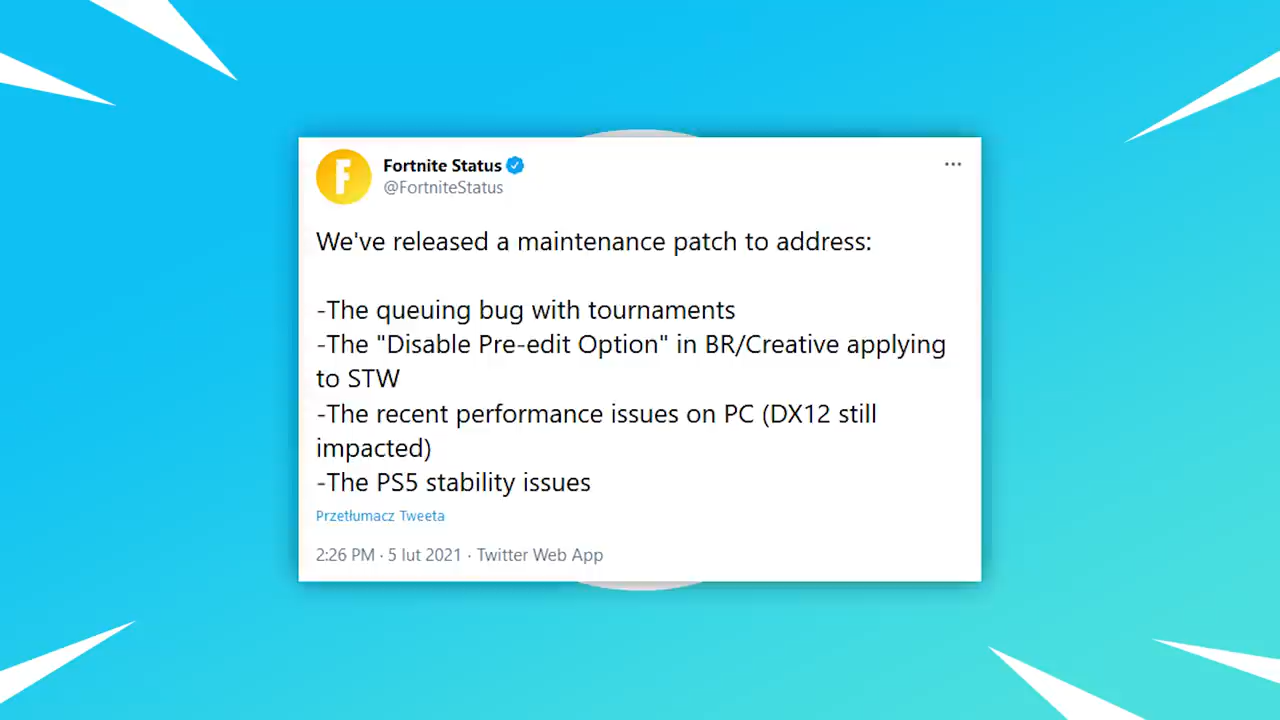 Fortnite Status
@FortniteStatus
We've released a maintenance patch to address:
-The queuing bug with tournaments
-The "Disable Pre-edit Option" in BR/Creative applying
to STW
-The recent performance issues on PC (DX12 still
impacted)
-The PS5 stability issues
Przetłumacz Tweeta
2:26 PM · 5 lut 2021 · Twitter Web App